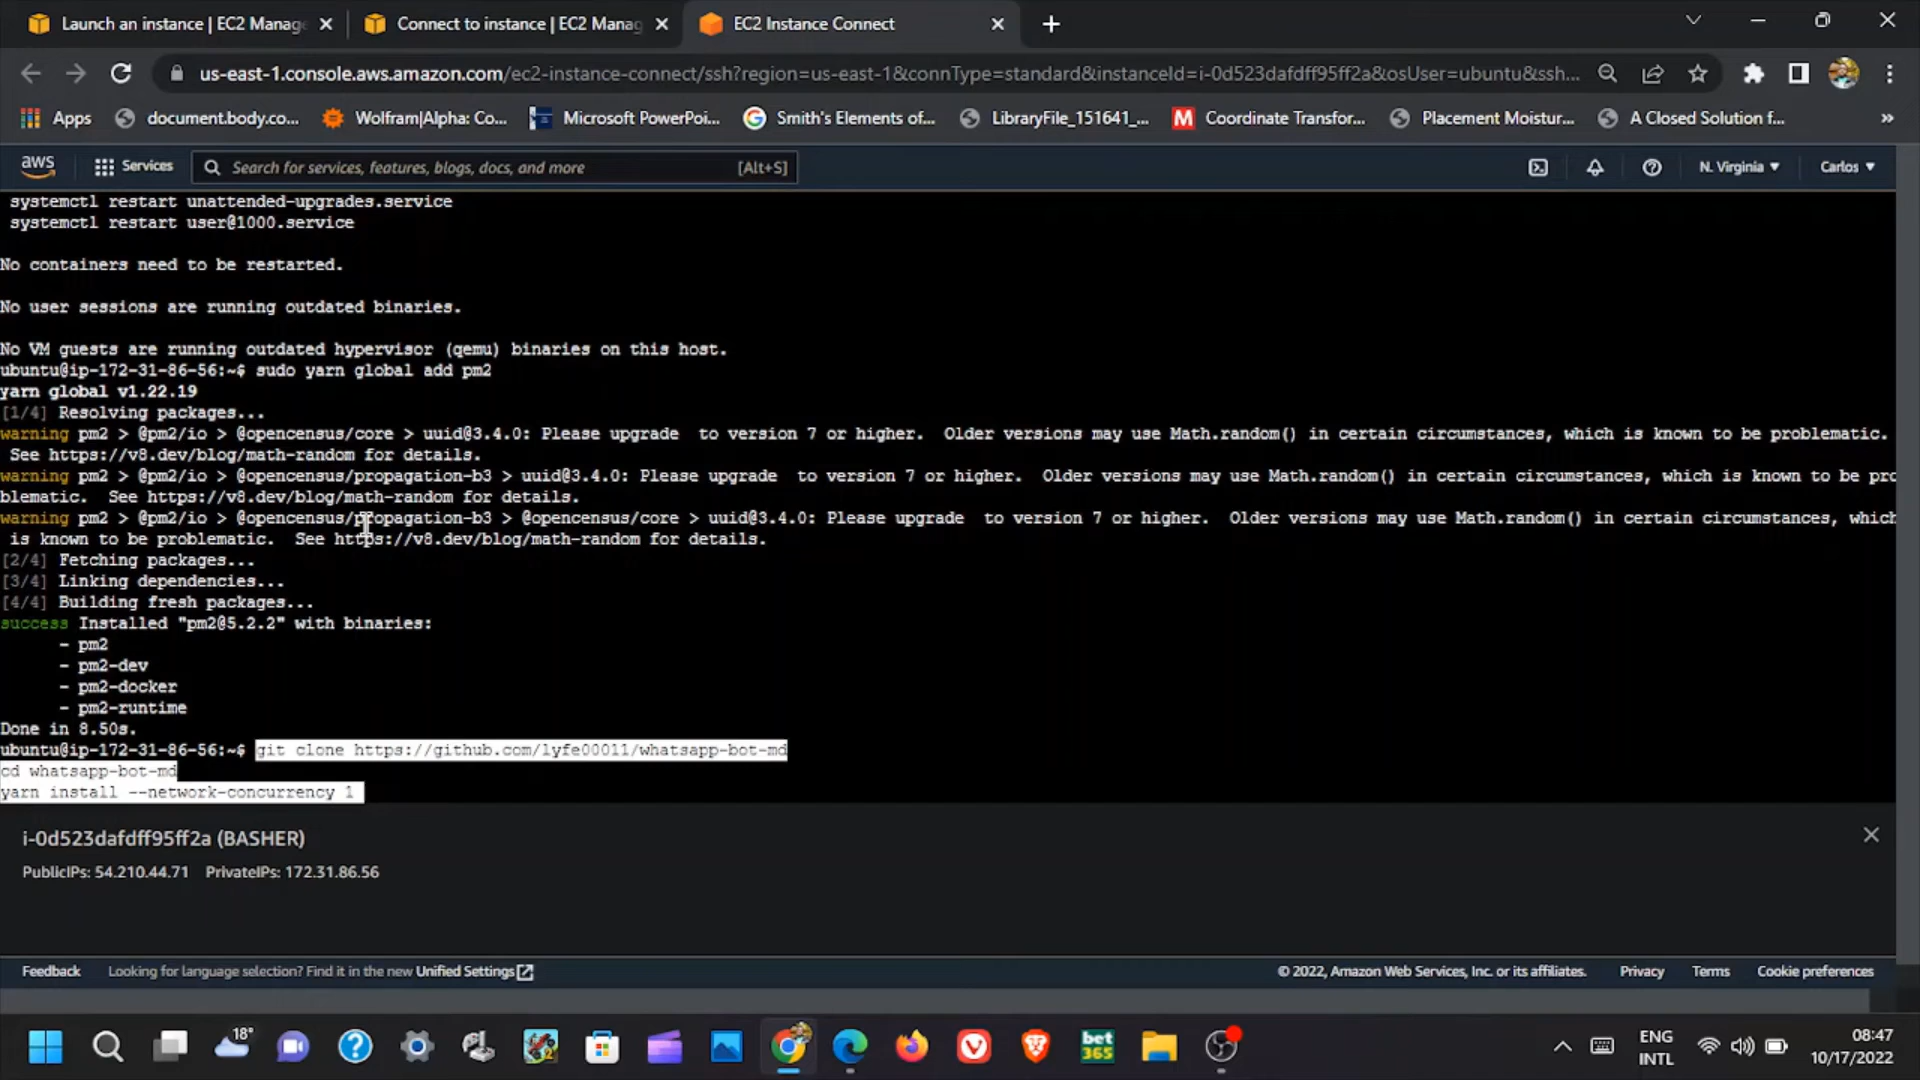 Launch an instance | EC2 Manage
Connect to instance | EC2 Manag
EC2 Instance Connect
us-east-1.console.aws.amazon.com/ec2-instance-connect/ssh?region=us-east-1&connType=standard&instanceId=i-0d523dafdff95ff2a&osUser=ubuntu&ssh...
Apps
document.body.co...
Wolfram|Alpha: Co...
Microsoft PowerPoi...
Smith's Elements of...
LibraryFile_151641_...
Coordinate Transfor...
Placement Moistur...
A Closed Solution f...
»
aws
Services
Search for services, features, blogs, docs, and more
[Alt+S]
N. Virginia
Carlos
systemctl restart unattended-upgrades.service
systemctl restart user@1000.service
No containers need to be restarted.
No user sessions are running outdated binaries.
No VM guests are running outdated hypervisor (qemu) binaries on this host.
ubuntu@ip-172-31-86-56:~$ sudo yarn global add pm2
yarn global v1.22.19
[1/4] Resolving packages...
warning pm2 > @pm2/io > @opencensus/core > uuid@3.4.0: Please upgrade  to version 7 or higher.  Older versions may use Math.random() in certain circumstances, which is known to be problematic.
See https://v8.dev/blog/math-random for details.
warning pm2 > @pm2/io > @opencensus/propagation-b3 > uuid@3.4.0: Please upgrade  to version 7 or higher.  Older versions may use Math.random() in certain circumstances, which is known to be pro
blematic.  See https://v8.dev/blog/math-random for details.
warning pm2 > @pm2/io > @opencensus/propagation-b3 > @opencensus/core > uuid@3.4.0: Please upgrade  to version 7 or higher.  Older versions may use Math.random() in certain circumstances, which
is known to be problematic.  See https://v8.dev/blog/math-random for details.
[2/4] Fetching packages...
[3/4] Linking dependencies...
[4/4] Building fresh packages...
success Installed "pm2@5.2.2" with binaries:
- pm2
- pm2-dev
- pm2-docker
- pm2-runtime
Done in 8.50s.
ubuntu@ip-172-31-86-56:~$ git clone https://github.com/lyfe00011/whatsapp-bot-md
cd whatsapp-bot-md
yarn install --network-concurrency 1
i-0d523dafdff95ff2a (BASHER)
PublicIPs: 54.210.44.71   PrivateIPs: 172.31.86.56
Feedback
Looking for language selection? Find it in the new Unified Settings
© 2022, Amazon Web Services, Inc. or its affiliates.
Privacy
Terms
Cookie preferences
18°
bet
365
ENG
INTL
08:47
10/17/2022